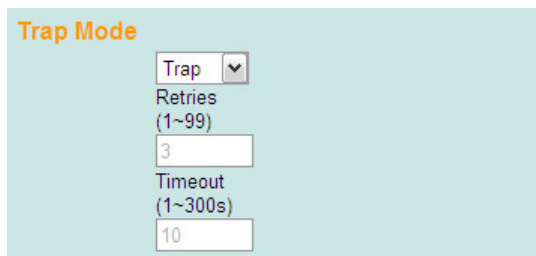 Trap Mode
Trap
Retries
(1~99)
3
Timeout
(1~300s)
10